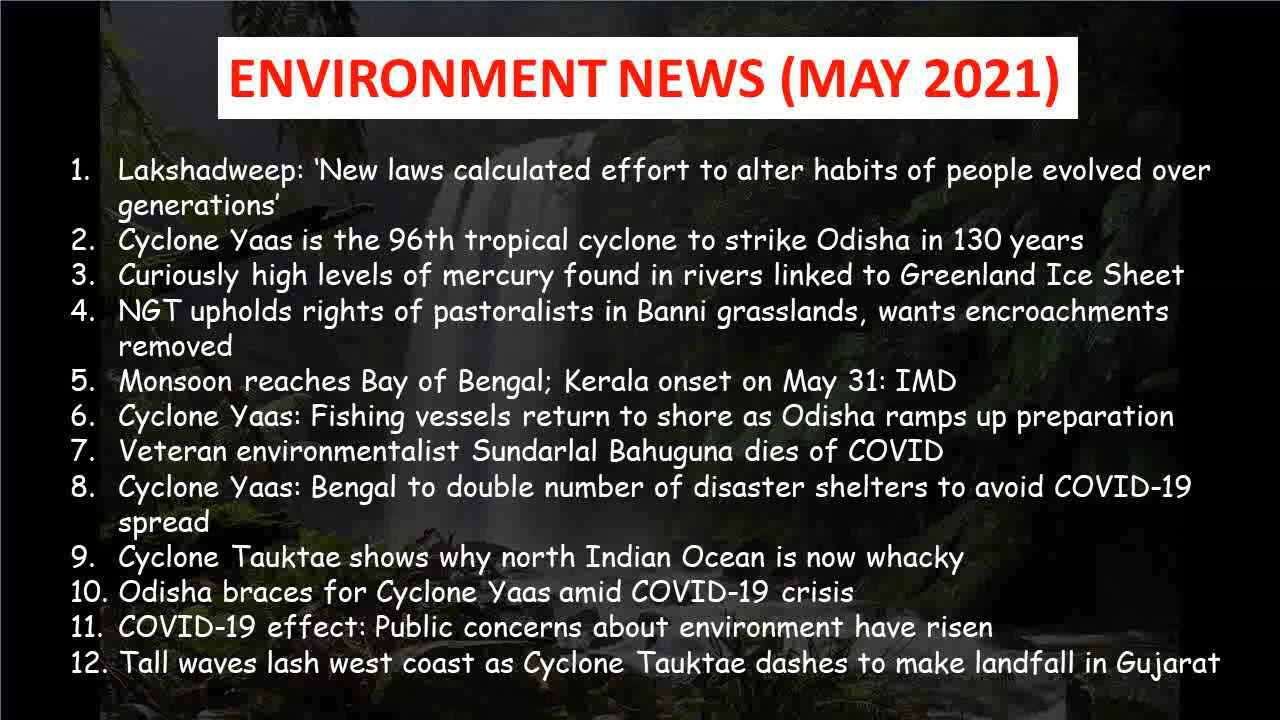 ENVIRONMENT NEWS (MAY 2021)
1. Lakshadweep: ‘New laws calculated effort to alter habits of people evolved over
generations’
2. Cyclone Yaas is the 96th tropical cyclone to strike Odisha in 130 years
3. Curiously high levels of mercury found in rivers linked to Greenland Ice Sheet
4. NGT upholds rights of pastoralists in Banni grasslands, wants encroachments
removed
5. Monsoon reaches Bay of Bengal; Kerala onset on May 31: IMD
6. Cyclone Yaas: Fishing vessels return to shore as Odisha ramps up preparation
7. Veteran environmentalist Sundarlal Bahuguna dies of COVID
8. Cyclone Yaas: Bengal to double number of disaster shelters to avoid COVID-19
spread
9. Cyclone Tauktae shows why north Indian Ocean is now whacky
10. Odisha braces for Cyclone Yaas amid COVID-19 crisis
11. COVID-19 effect: Public concerns about environment have risen
12. Tall waves lash west coast as Cyclone Tauktae dashes to make landfall in Gujarat